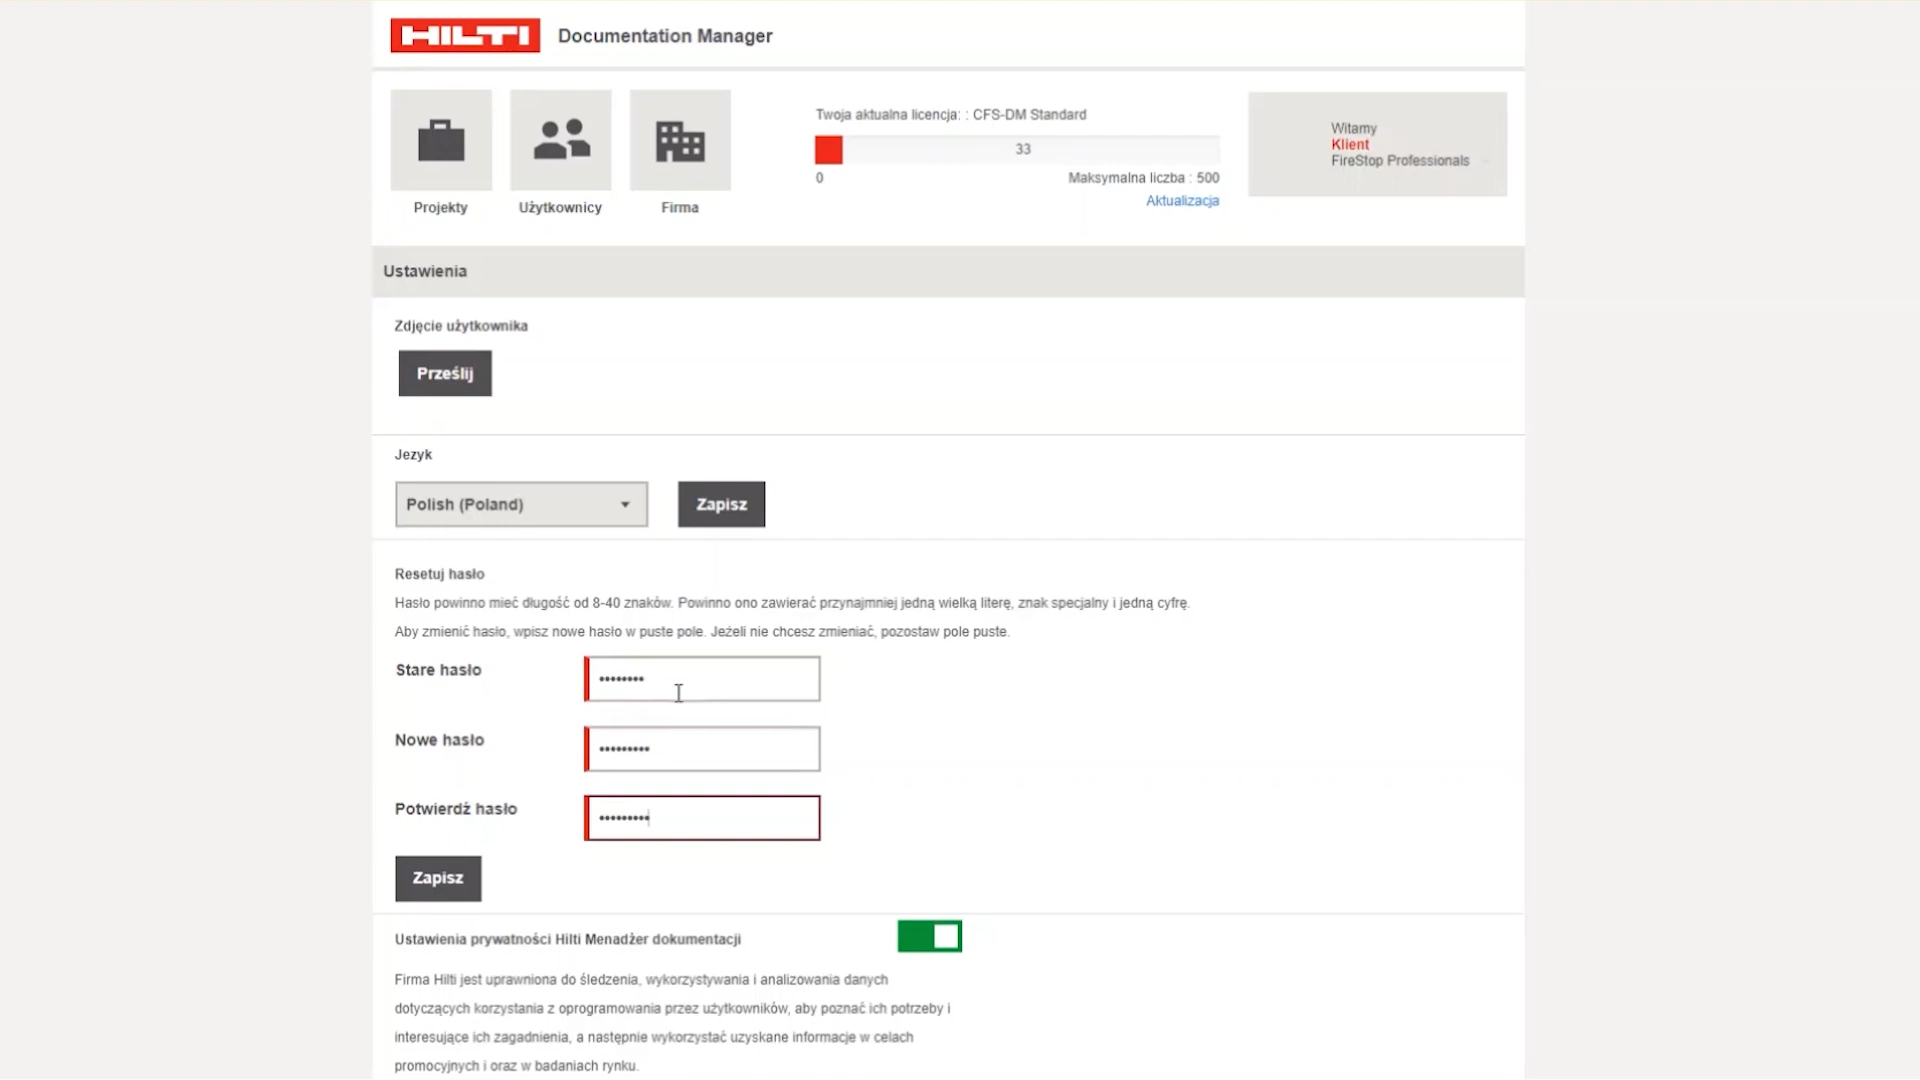 HILTI Documentation Manager
Projekty
Użytkownicy
Firma
Twoja aktualna licencja: : CFS-DM Standard
33
0
Maksymalna liczba : 500
Aktualizacja
Witamy
Klient
FireStop Professionals
Ustawienia
Zdjęcie użytkownika
Prześlij
Jezyk
Polish (Poland)
Zapisz
Resetuj hasło
Hasło powinno mieć długość od 8-40 znaków. Powinno ono zawierać przynajmniej jedną wielką literę, znak specjalny i jedną cyfrę.
Aby zmienić hasło, wpisz nowe hasło w puste pole. Jeżeli nie chcesz zmieniać, pozostaw pole puste.
Stare hasło
••••••••
Nowe hasło
•••••••••
Potwierdź hasło
•••••••••
Zapisz
Ustawienia prywatności Hilti Menadżer dokumentacji
Firma Hilti jest uprawniona do śledzenia, wykorzystywania i analizowania danych
dotyczących korzystania z oprogramowania przez użytkowników, aby poznać ich potrzeby i
interesujące ich zagadnienia, a następnie wykorzystać uzyskane informacje w celach
promocyjnych i oraz w badaniach rynku.